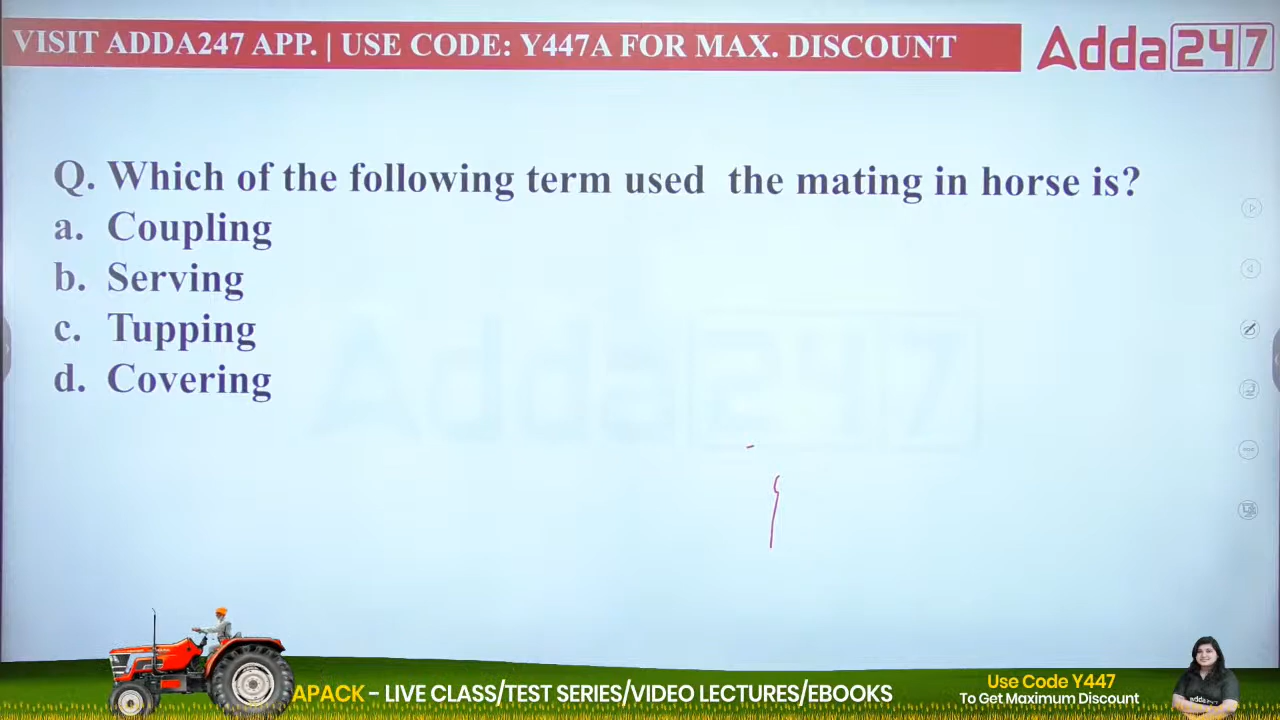 VISIT ADDA247 APP. | USE CODE: Y447A FOR MAX. DISCOUNT
Adda247
Q. Which of the following term used the mating in horse is?
a. Coupling
b. Serving
c. Tupping
d. Covering
Adda247
APACK - LIVE CLASS/TEST SERIES/VIDEO LECTURES/EBOOKS
Use Code Y447
To Get Maximum Discount